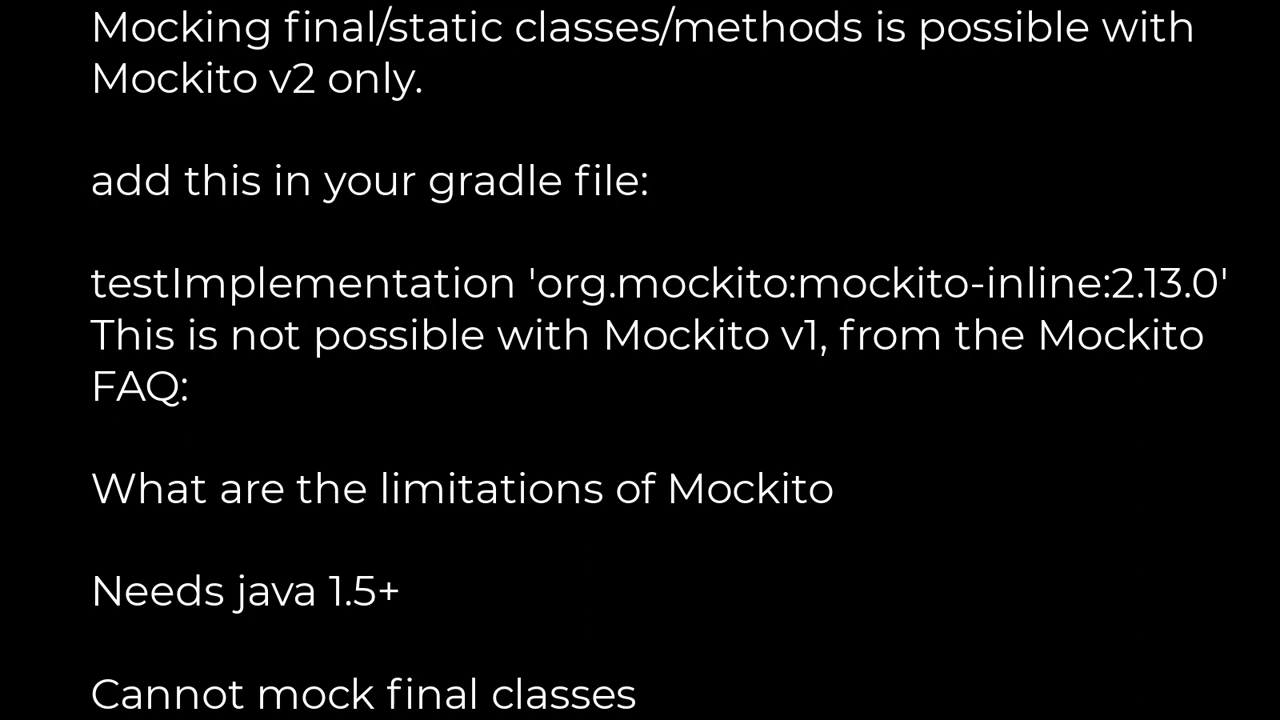 Mocking final/static classes/methods is possible with
Mockito v2 only.
add this in your gradle file:
testImplementation 'org.mockito:mockito-inline:2.13.0'
This is not possible with Mockito v1, from the Mockito
FAQ:
What are the limitations of Mockito
Needs java 1.5+
Cannot mock final classes